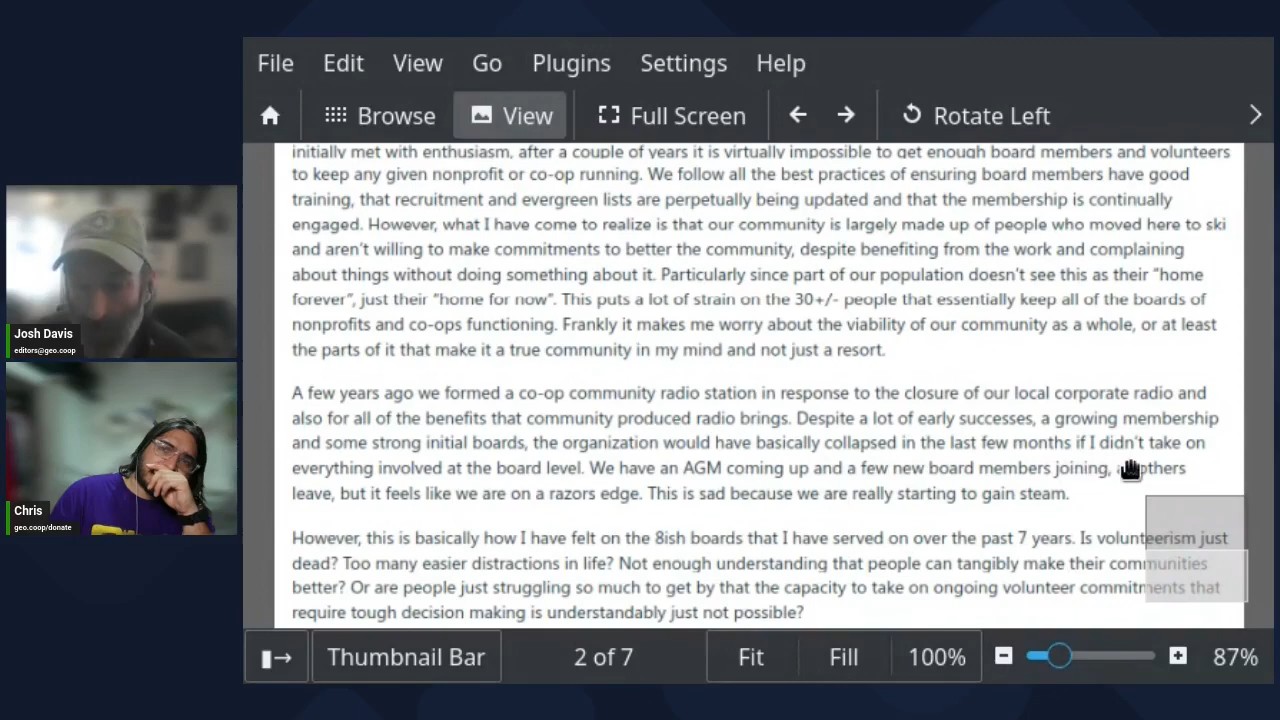 File Edit View Go Plugins Settings Help
Browse View Full Screen Rotate Left
initially met with enthusiasm, after a couple of years it is virtually impossible to get enough board members and volunteers
to keep any given nonprofit or co-op running. We follow all the best practices of ensuring board members have good
training, that recruitment and evergreen lists are perpetually being updated and that the membership is continually
engaged. However, what I have come to realize is that our community is largely made up of people who moved here to ski
and aren't willing to make commitments to better the community, despite benefiting from the work and complaining
about things without doing something about it. Particularly since part of our population doesn't see this as their “home
forever”, just their “home for now”. This puts a lot of strain on the 30+/- people that essentially keep all of the boards of
nonprofits and co-ops functioning. Frankly it makes me worry about the viability of our community as a whole, or at least
the parts of it that make it a true community in my mind and not just a resort.
A few years ago we formed a co-op community radio station in response to the closure of our local corporate radio and
also for all of the benefits that community produced radio brings. Despite a lot of early successes, a growing membership
and some strong initial boards, the organization would have basically collapsed in the last few months if I didn't take on
everything involved at the board level. We have an AGM coming up and a few new board members joining, others
leave, but it feels like we are on a razors edge. This is sad because we are really starting to gain steam.
However, this is basically how I have felt on the 8ish boards that I have served on over the past 7 years. Is volunteerism just
dead? Too many easier distractions in life? Not enough understanding that people can tangibly make their communities
better? Or are people just struggling so much to get by that the capacity to take on ongoing volunteer commitments that
require tough decision making is understandably just not possible?
Thumbnail Bar 2 of 7 Fit Fill 100% 87%
Josh Davis
editors@geo.coop
Chris
geo.coop/donate